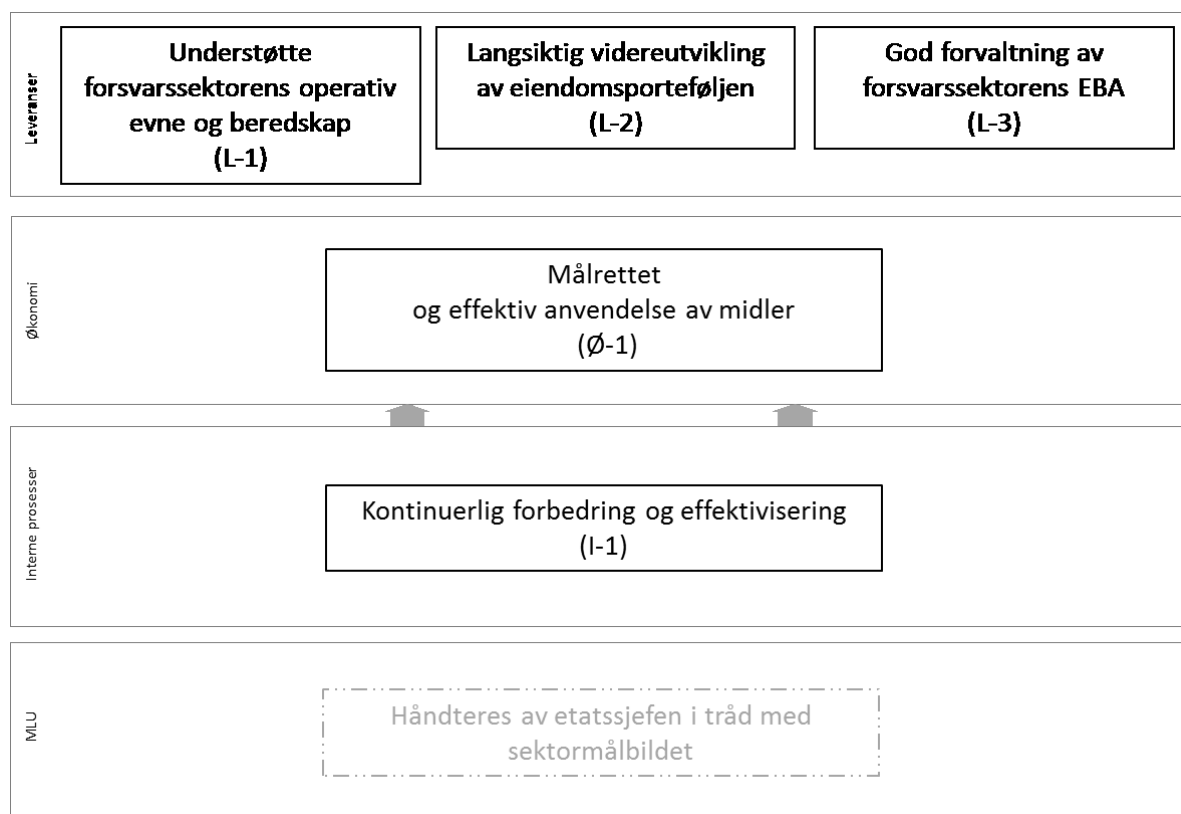 Leveranser
Understøtte
forsvarssektorens operativ
evne og beredskap
(L-1)
Langsiktig videreutvikling
av eiendomsporteføljen
(L-2)
God forvaltning av
forsvarssektorens EBA
(L-3)
Økonomi
Målrettet
og effektiv anvendelse av midler
(Ø-1)
Interne prosesser
Kontinuerlig forbedring og effektivisering
(I-1)
MLU
Håndteres av etatssjefen i tråd med
sektormålbildet